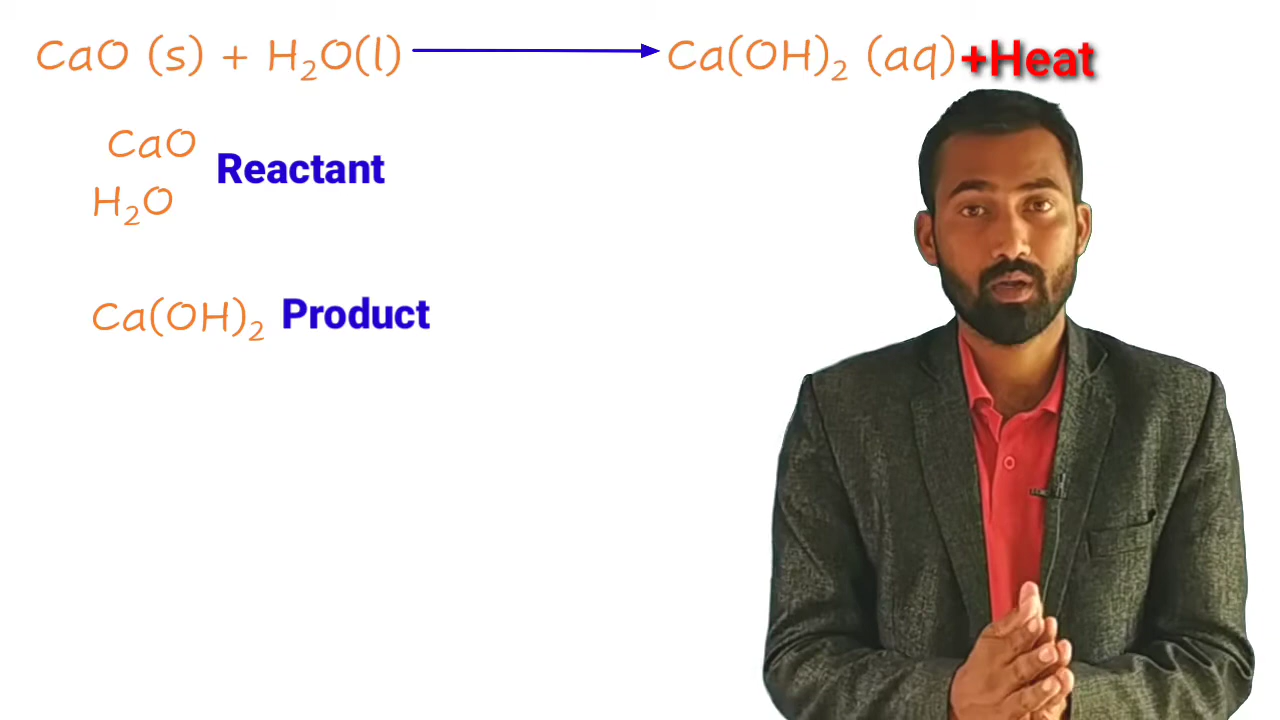 CaO (s) + H₂O(l) ⟶ Ca(OH)₂ (aq) +Heat
CaO
Reactant
H₂O
Ca(OH)₂ Product